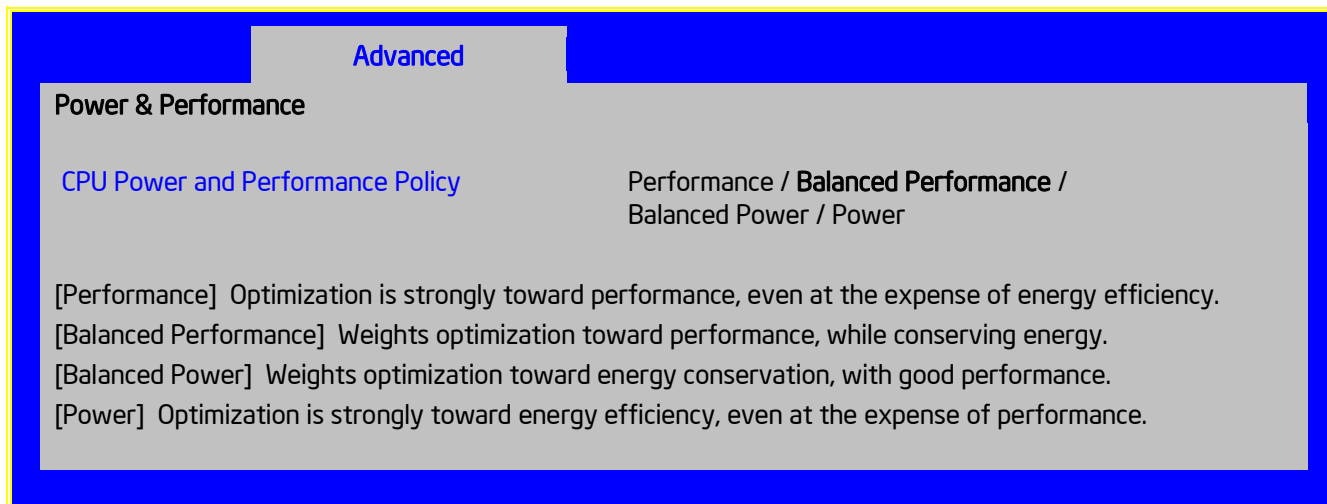 Advanced
Power & Performance
CPU Power and Performance Policy
Performance / Balanced Performance /
Balanced Power / Power
[Performance] Optimization is strongly toward performance, even at the expense of energy efficiency.
[Balanced Performance] Weights optimization toward performance, while conserving energy.
[Balanced Power] Weights optimization toward energy conservation, with good performance.
[Power] Optimization is strongly toward energy efficiency, even at the expense of performance.